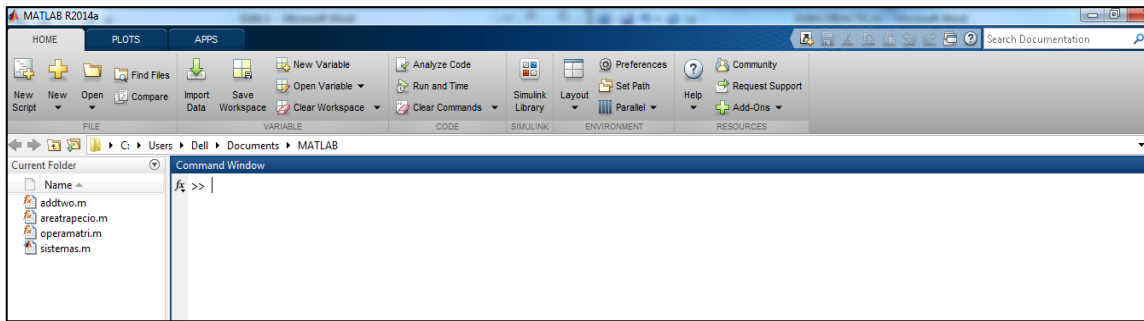 MATLAB R2014a
HOME PLOTS APPS
Search Documentation
New Script
New
Open
Find Files
Compare
FILE
Import Data
Save Workspace
New Variable
Open Variable
Clear Workspace
VARIABLE
Analyze Code
Run and Time
Clear Commands
CODE
Simulink Library
SIMULINK
Layout
Preferences
Set Path
Parallel
ENVIRONMENT
Help
Community
Request Support
Add-Ons
RESOURCES
C: Users Dell Documents MATLAB
Current Folder
Name
addtwo.m
areatrapecio.m
operamatri.m
sistemas.m
Command Window
fx >>